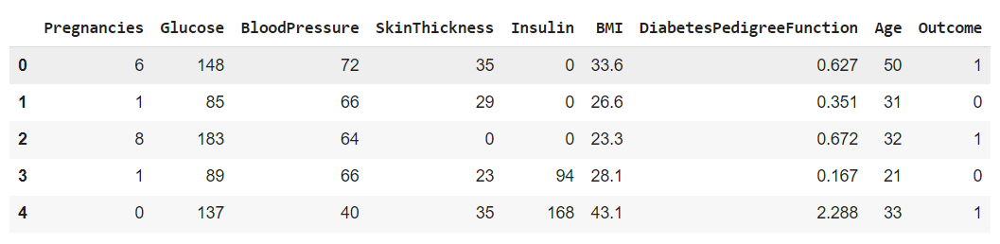 Pregnancies Glucose BloodPressure SkinThickness Insulin BMI DiabetesPedigreeFunction Age Outcome
0 6 148 72 35 0 33.6 0.627 50 1
1 1 85 66 29 0 26.6 0.351 31 0
2 8 183 64 0 0 23.3 0.672 32 1
3 1 89 66 23 94 28.1 0.167 21 0
4 0 137 40 35 168 43.1 2.288 33 1